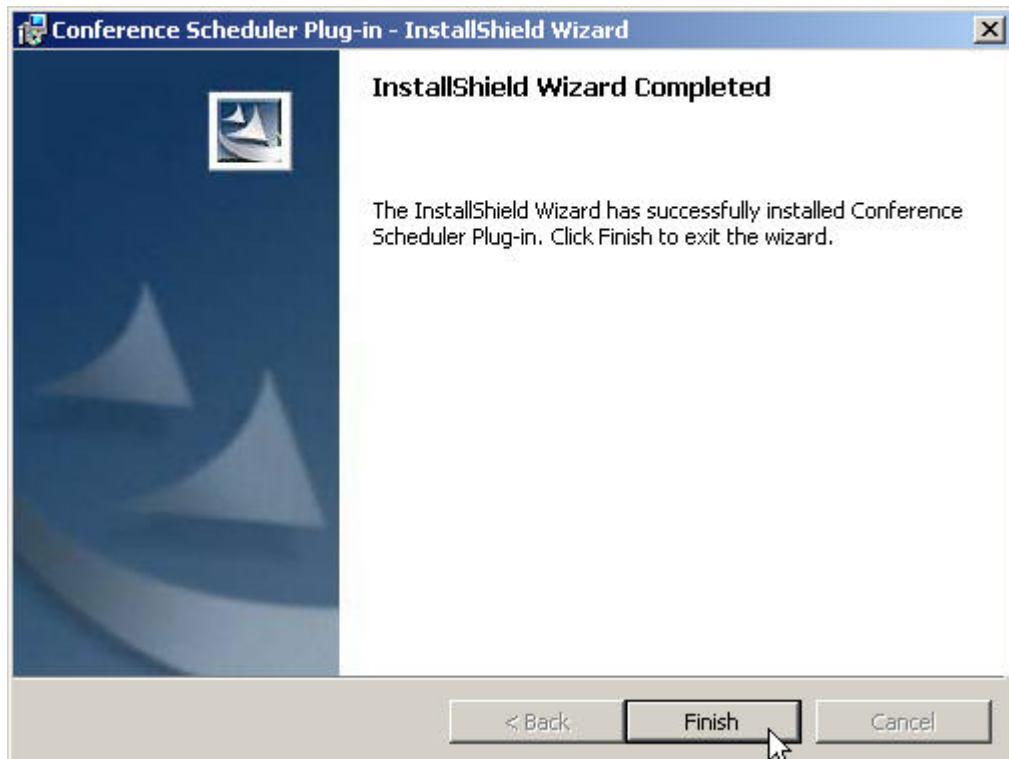 Conference Scheduler Plug-in - InstallShield Wizard
InstallShield Wizard Completed
The InstallShield Wizard has successfully installed Conference
Scheduler Plug-in. Click Finish to exit the wizard.
< Back
Finish
Cancel